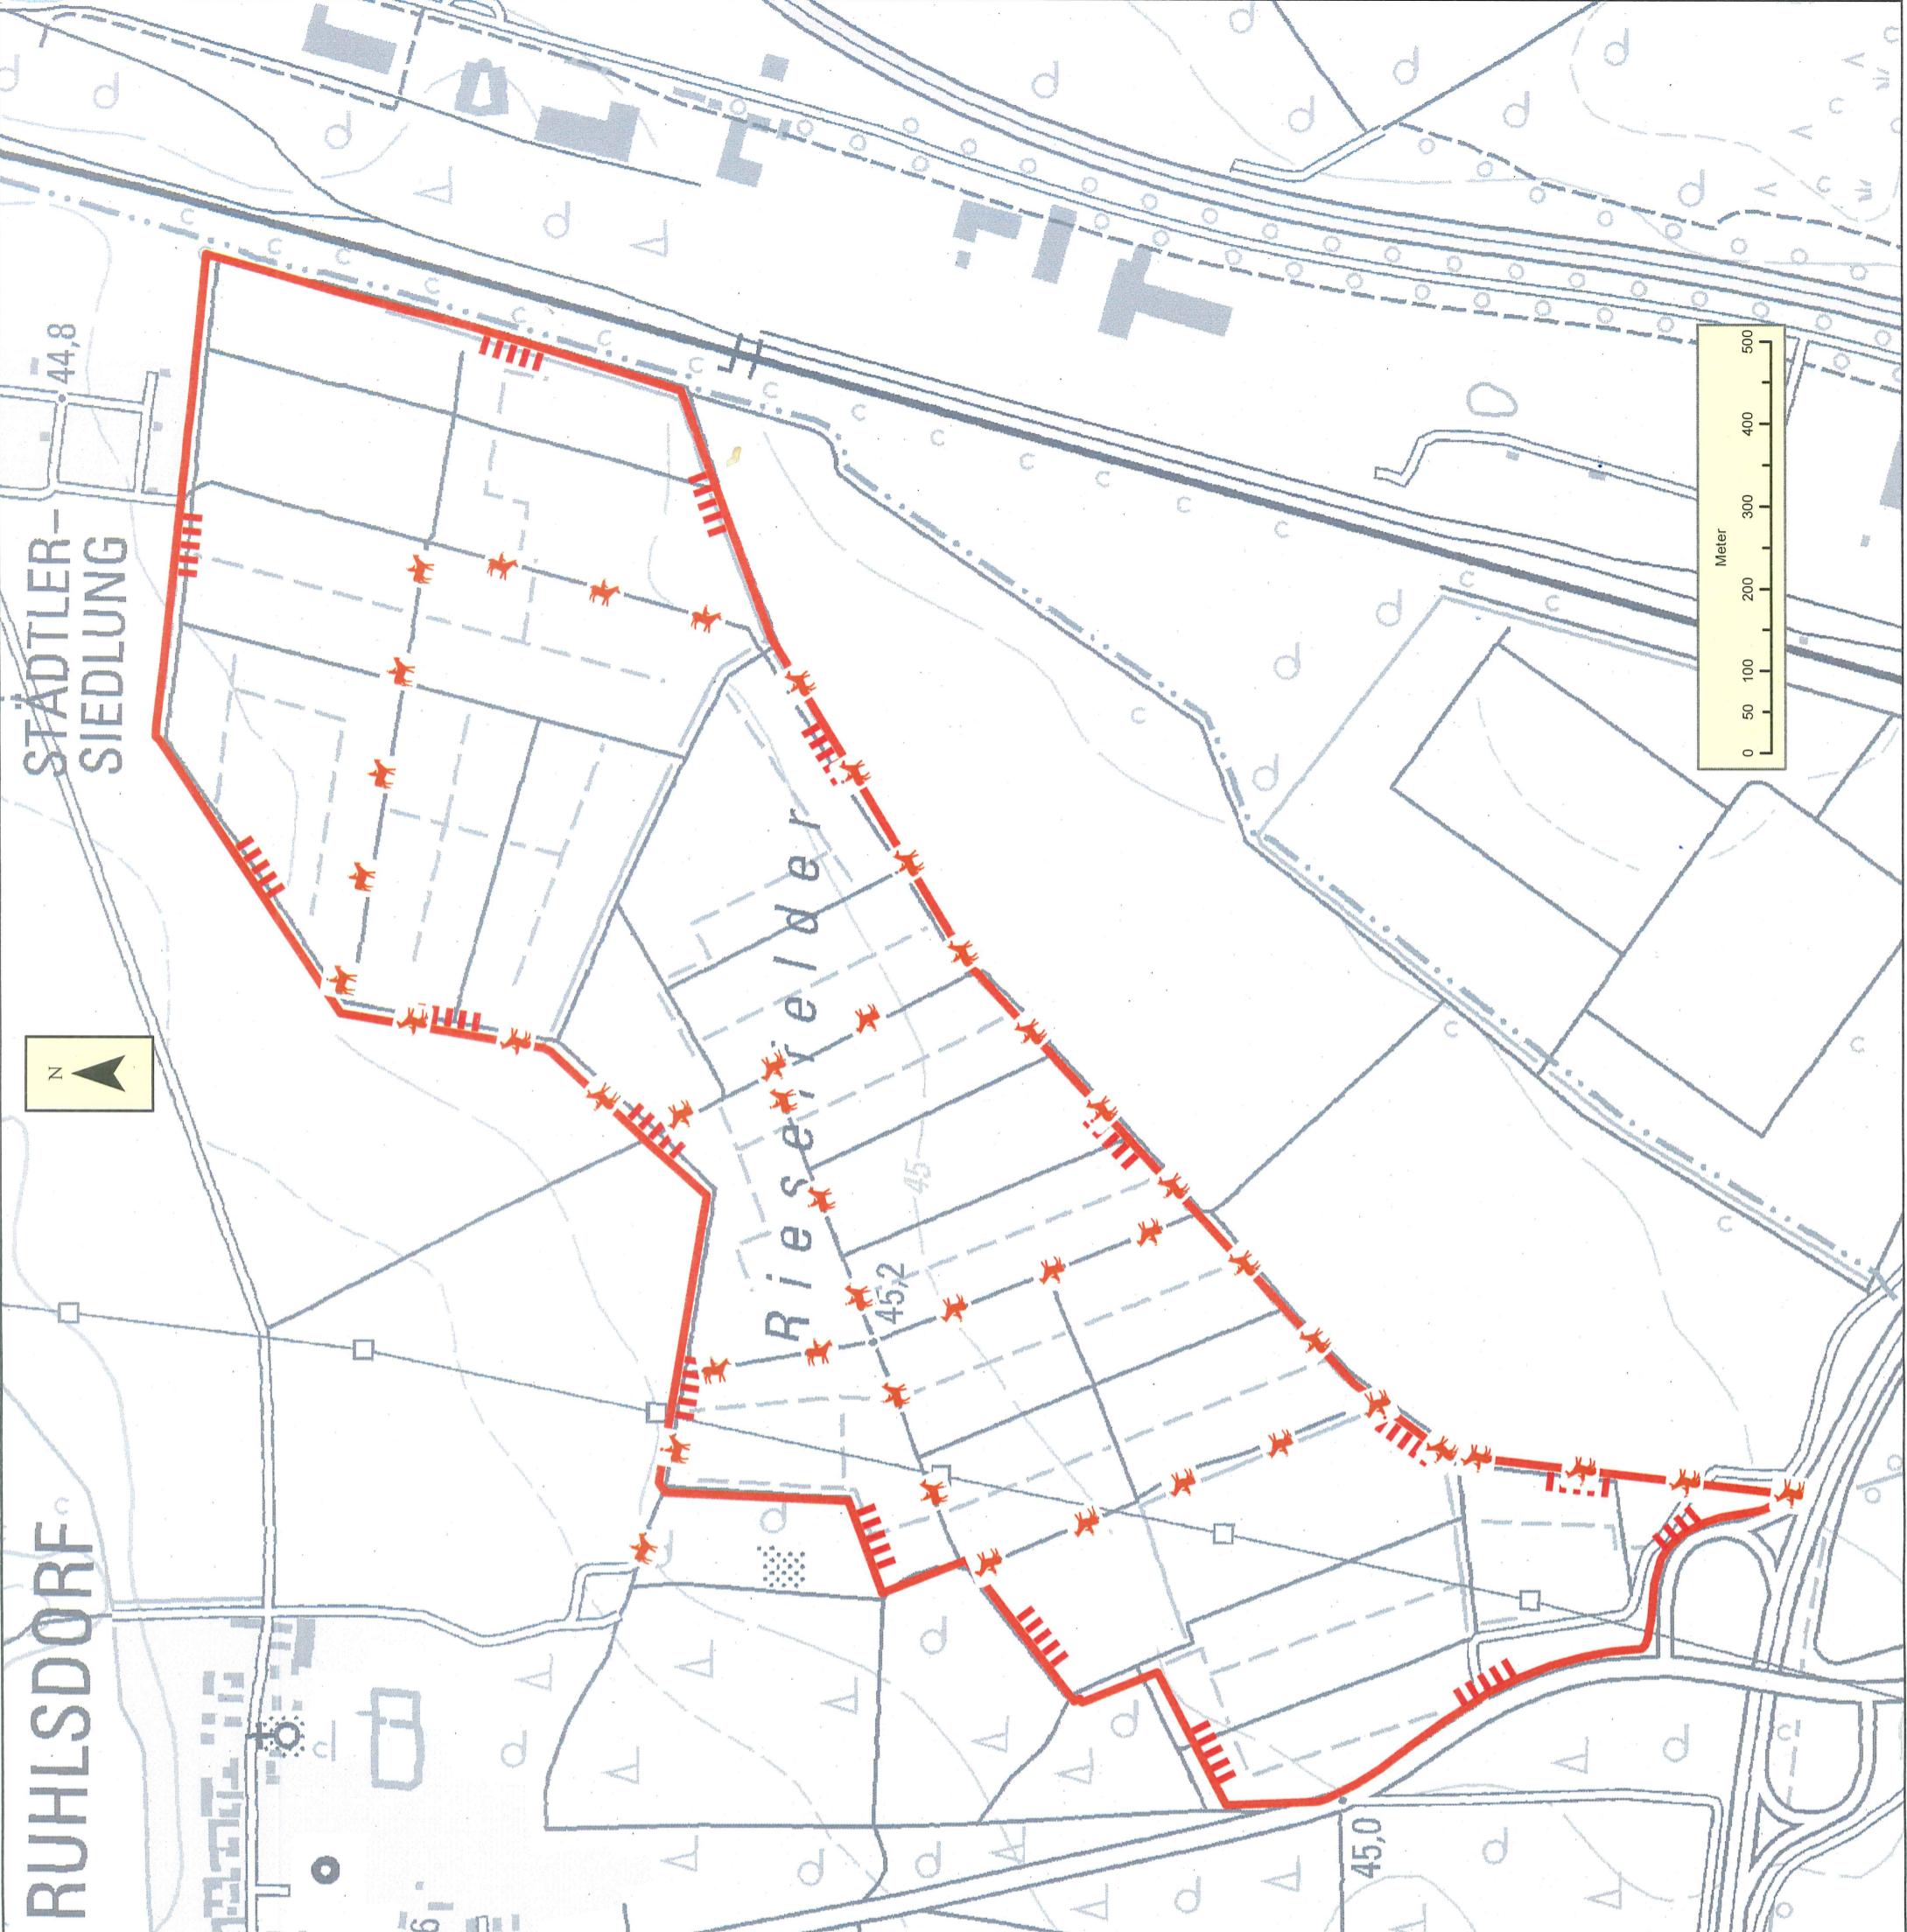 STÄDTLER-
SIEDLUNG
44,8
N
RUHLSDORF
Rieselfelder
45,2
45
45,0
6
Meter
0 50 100 200 300 400 500